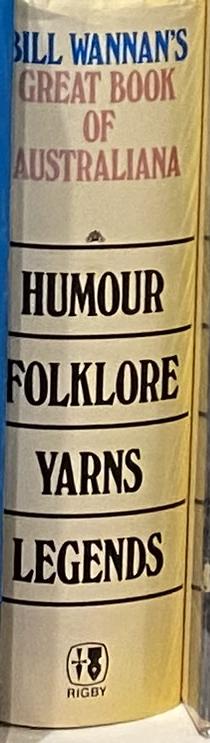 BILL WANNAN'S
GREAT BOOK
OF
AUSTRALIANA
HUMOUR
FOLKLORE
YARNS
LEGENDS
RIGBY